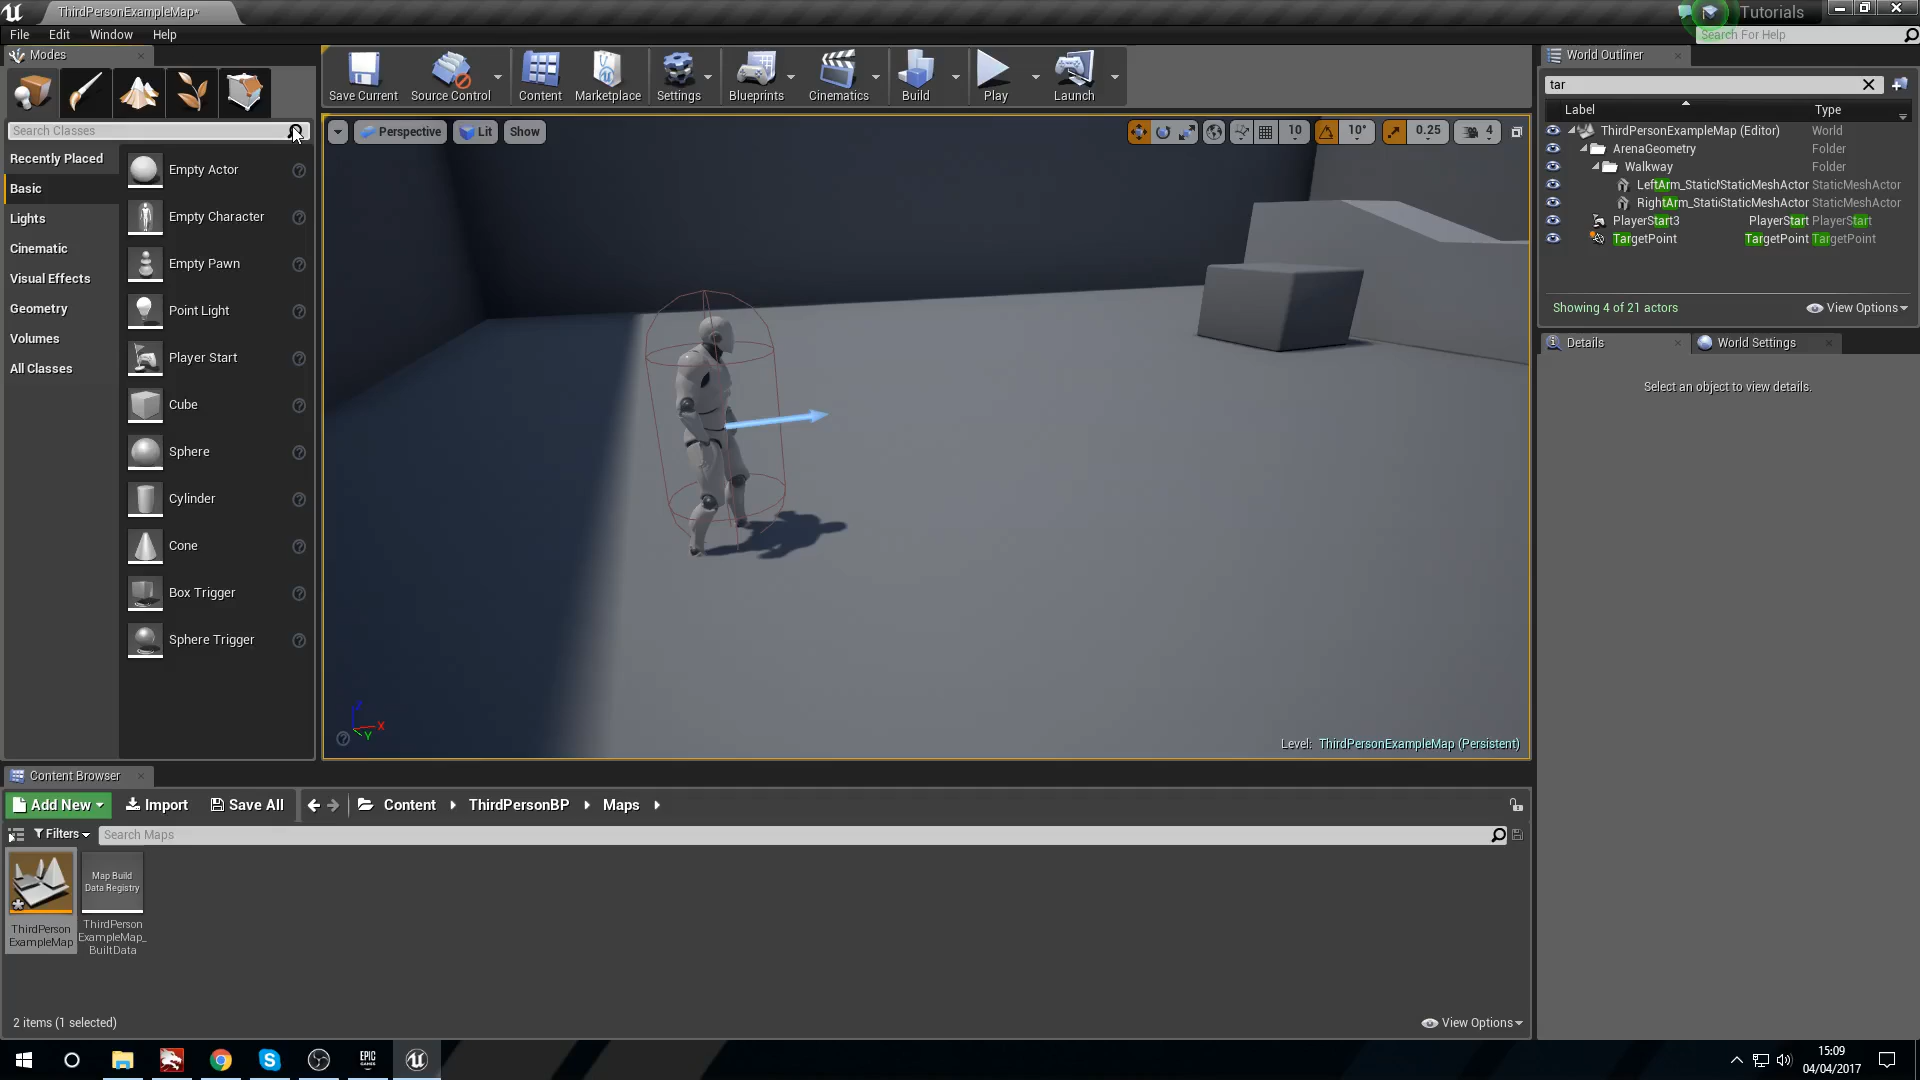 ThirdPersonExampleMap*
Tutorials
File Edit Window Help
Search For Help
Modes
Save Current
Source Control
Content
Marketplace
Settings
Blueprints
Cinematics
Build
Play
Launch
World Outliner
tar
Label Type
ThirdPersonExampleMap (Editor) World
ArenaGeometry Folder
Walkway Folder
LeftArm_StaticMStaticMeshActor StaticMeshActor
RightArm_StatiStaticMeshActor StaticMeshActor
PlayerStart3 PlayerStart PlayerStart
TargetPoint TargetPoint TargetPoint
Showing 4 of 21 actors
View Options
Details
World Settings
Select an object to view details.
Search Classes
Recently Placed
Basic
Lights
Cinematic
Visual Effects
Geometry
Volumes
All Classes
Empty Actor
Empty Character
Empty Pawn
Point Light
Player Start
Cube
Sphere
Cylinder
Cone
Box Trigger
Sphere Trigger
Perspective
Lit
Show
10
10°
0.25
4
Z
X
Y
Level: ThirdPersonExampleMap (Persistent)
Content Browser
Add New
Import
Save All
Content
ThirdPersonBP
Maps
Filters
Search Maps
Map Build
Data Registry
ThirdPerson
ExampleMap
ThirdPerson
ExampleMap_
BuiltData
2 items (1 selected)
View Options
EPIC
GAMES
15:09
04/04/2017